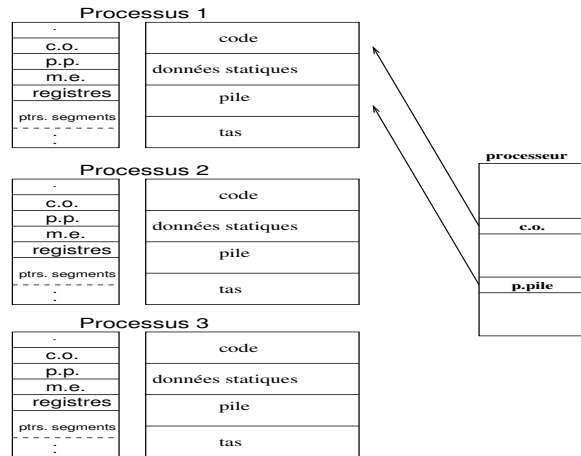 Processus 1
.
c.o.
p.p.
m.e.
registres
ptrs. segments
:
code
données statiques
pile
tas
processeur
c.o.
p.pile
Processus 2
.
c.o.
p.p.
m.e.
registres
ptrs. segments
:
code
données statiques
pile
tas
Processus 3
.
c.o.
p.p.
m.e.
registres
ptrs. segments
:
code
données statiques
pile
tas